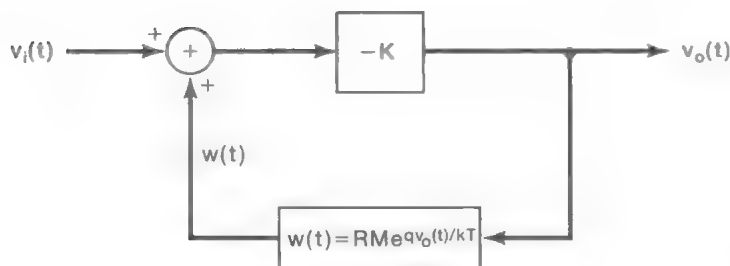 +
vᵢ(t)
+
−K
vₒ(t)
+
w(t)
w(t) = RMe^{qvₒ(t)/kT}